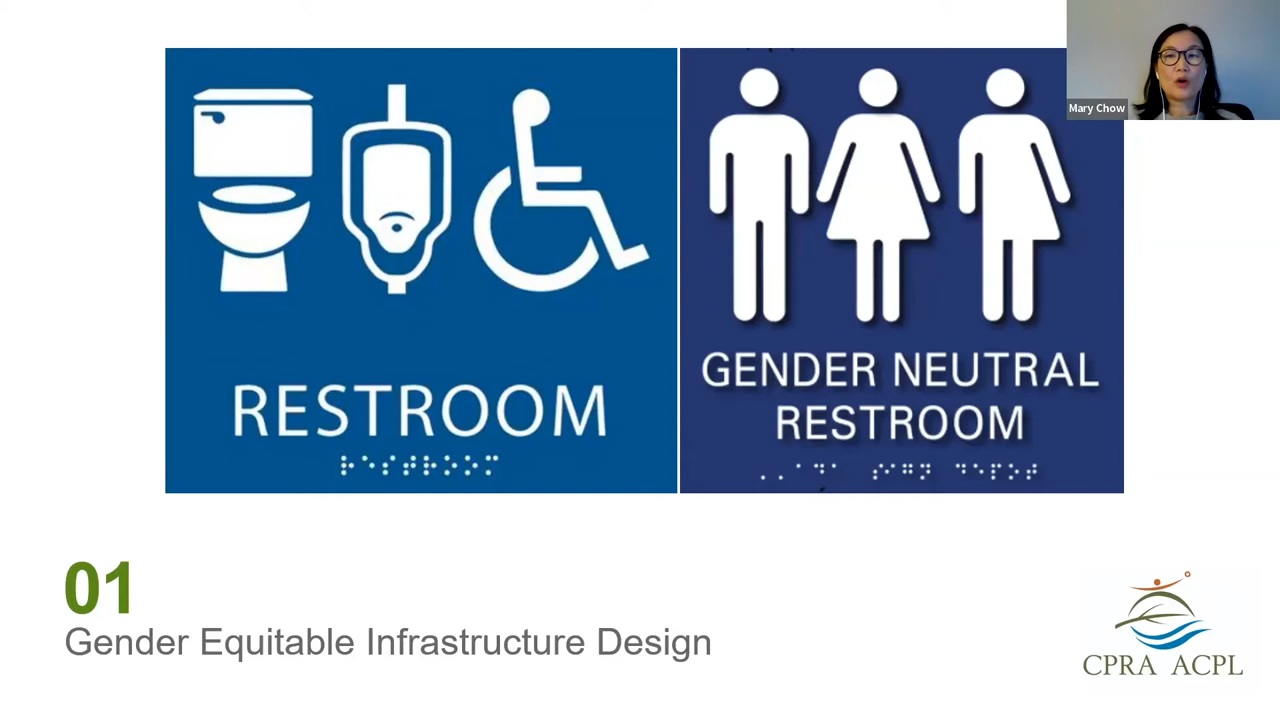 Mary Chow
RESTROOM
⠗⠑⠎⠞⠗⠕⠕⠍
GENDER NEUTRAL
RESTROOM
01
Gender Equitable Infrastructure Design
CPRA ACPL